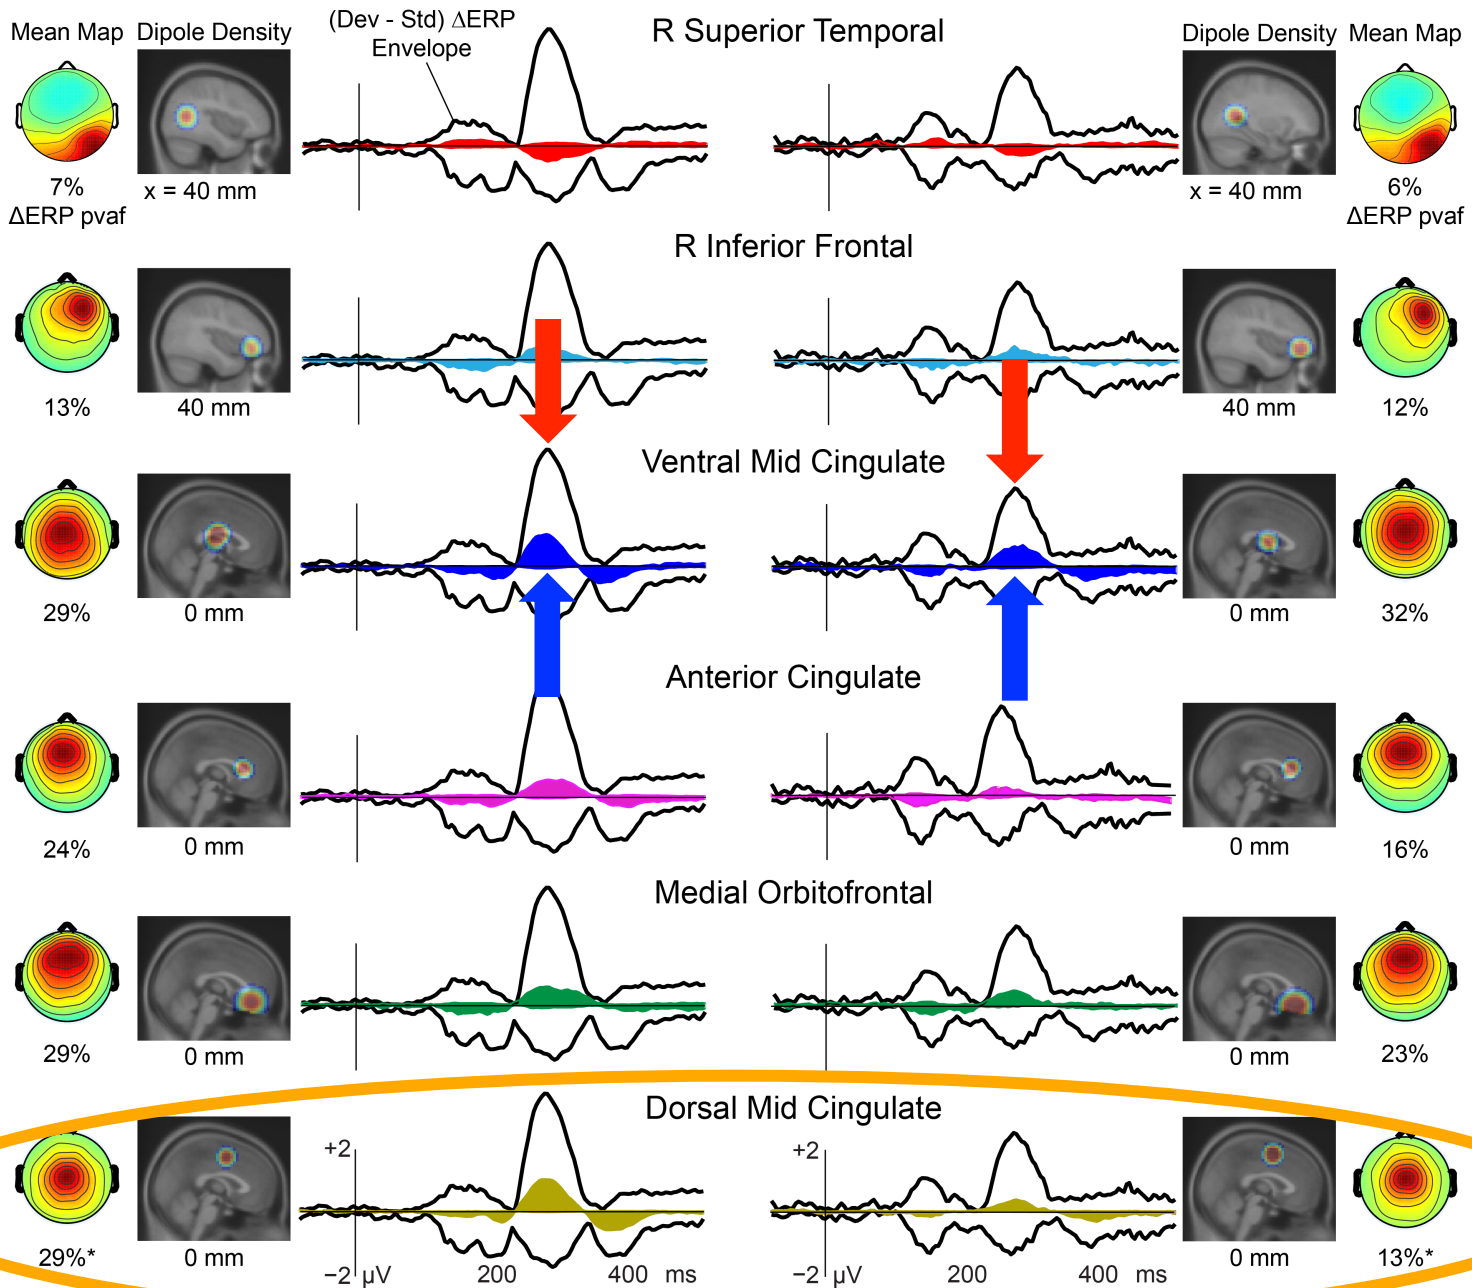 (Dev - Std) ΔERP
Envelope
R Superior Temporal
Mean Map
Dipole Density
Dipole Density
Mean Map
7%
ΔERP pvaf
x = 40 mm
x = 40 mm
6%
ΔERP pvaf
R Inferior Frontal
13%
40 mm
40 mm
12%
Ventral Mid Cingulate
29%
0 mm
0 mm
32%
Anterior Cingulate
24%
0 mm
0 mm
16%
Medial Orbitofrontal
29%
0 mm
0 mm
23%
Dorsal Mid Cingulate
+2
+2
29%*
0 mm
0 mm
13%*
−2 µV 200 400 ms
−2 µV 200 400 ms